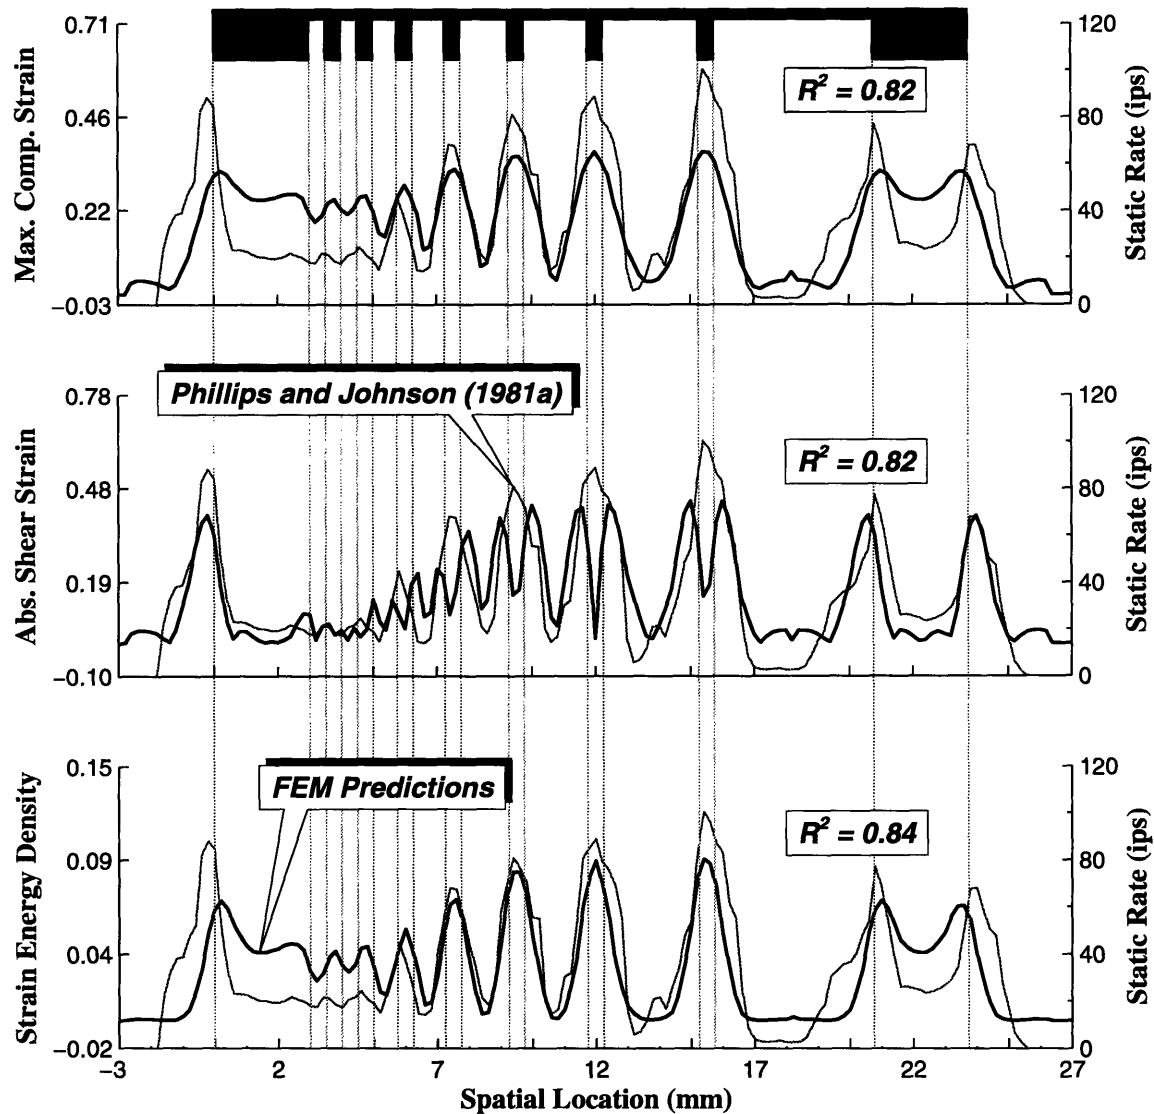 0.71
0.46
0.22
−0.03
Max. Comp. Strain
R² = 0.82
120
80
40
0
Static Rate (ips)
Phillips and Johnson (1981a)
0.78
0.48
0.19
−0.10
Abs. Shear Strain
R² = 0.82
120
80
40
0
Static Rate (ips)
FEM Predictions
0.15
0.09
0.04
−0.02
Strain Energy Density
R² = 0.84
120
80
40
0
Static Rate (ips)
−3 2 7 12 17 22 27
Spatial Location (mm)